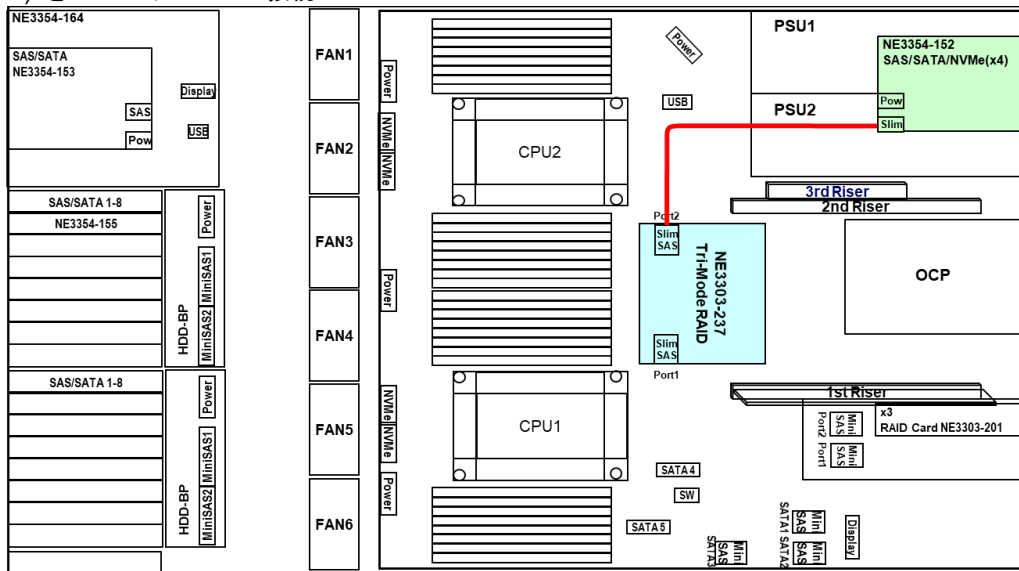 NE3354-164
SAS/SATA
NE3354-153
SAS
Pow
Display
USB
SAS/SATA 1-8
NE3354-155
HDD-BP
Power
MiniSAS1
MiniSAS2
SAS/SATA 1-8
HDD-BP
Power
MiniSAS1
MiniSAS2
FAN1
FAN2
FAN3
FAN4
FAN5
FAN6
Power
NVMe
NVMe
Power
NVMe
NVMe
Power
CPU2
CPU1
Power
USB
PSU1
PSU2
NE3354-152
SAS/SATA/NVMe(x4)
Pow
Slim
3rd Riser
2nd Riser
Port2
Slim
SAS
NE3303-237
Tri-Mode RAID
Slim
SAS
Port1
OCP
1st Riser
x3
RAID Card NE3303-201
Port2
Mini
SAS
Port1
Mini
SAS
SATA4
SW
SATA5
SATA1
Mini
SAS
SATA2
Mini
SAS
SATA3
Mini
SAS
Display